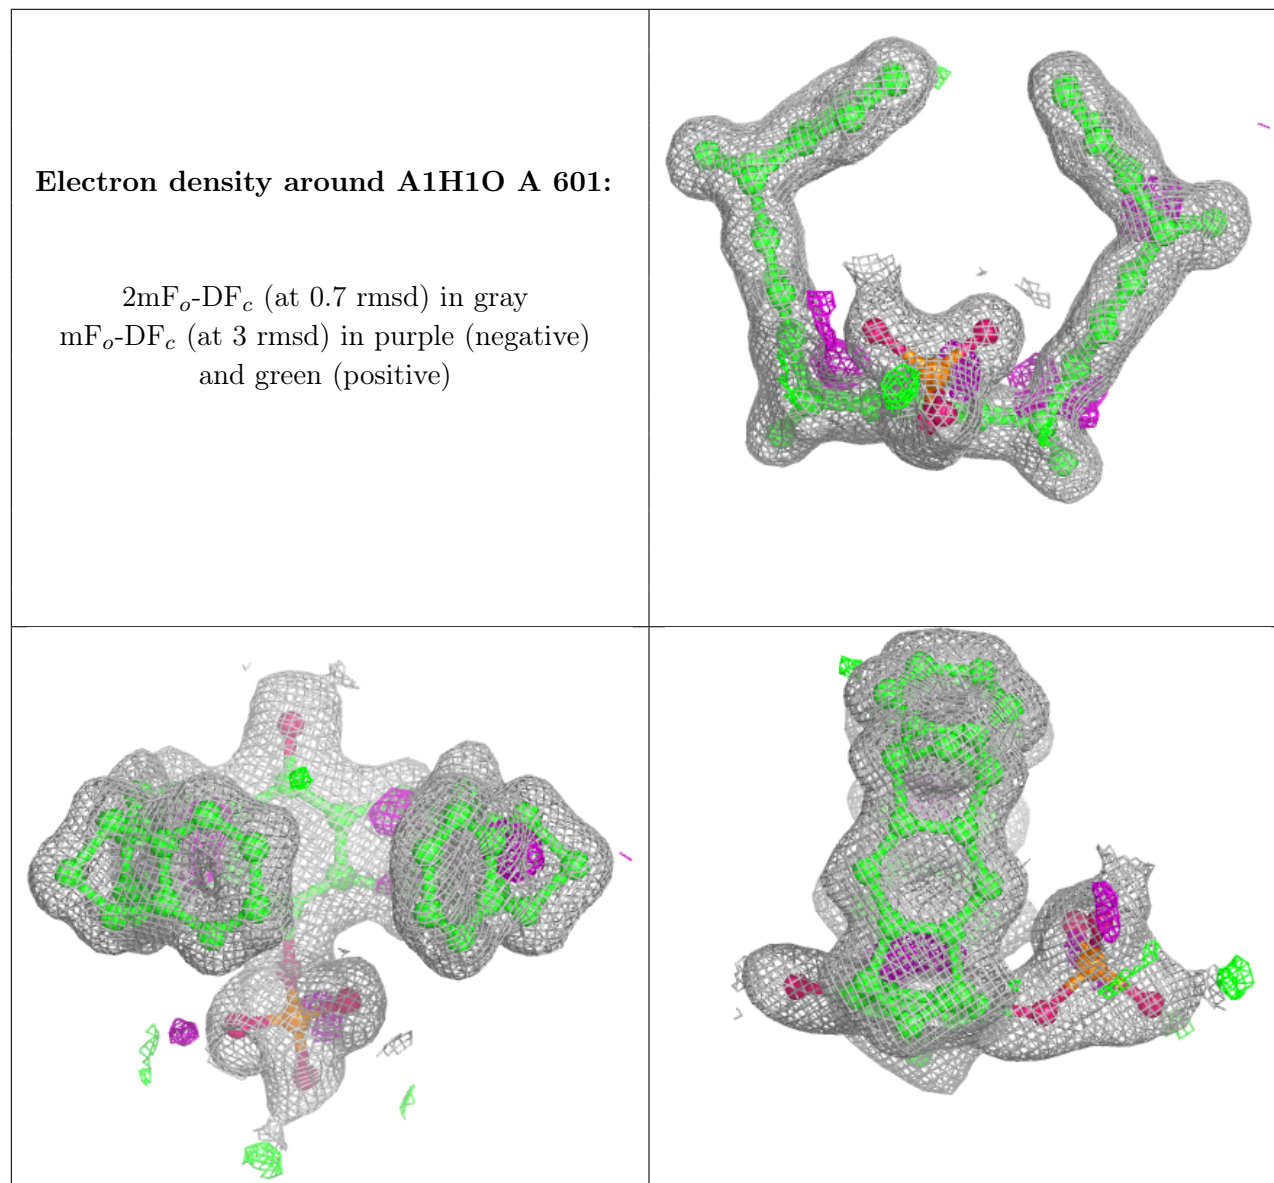 Electron density around A1H1O A 601:
2mFo-DFc (at 0.7 rmsd) in gray
mFo-DFc (at 3 rmsd) in purple (negative)
and green (positive)